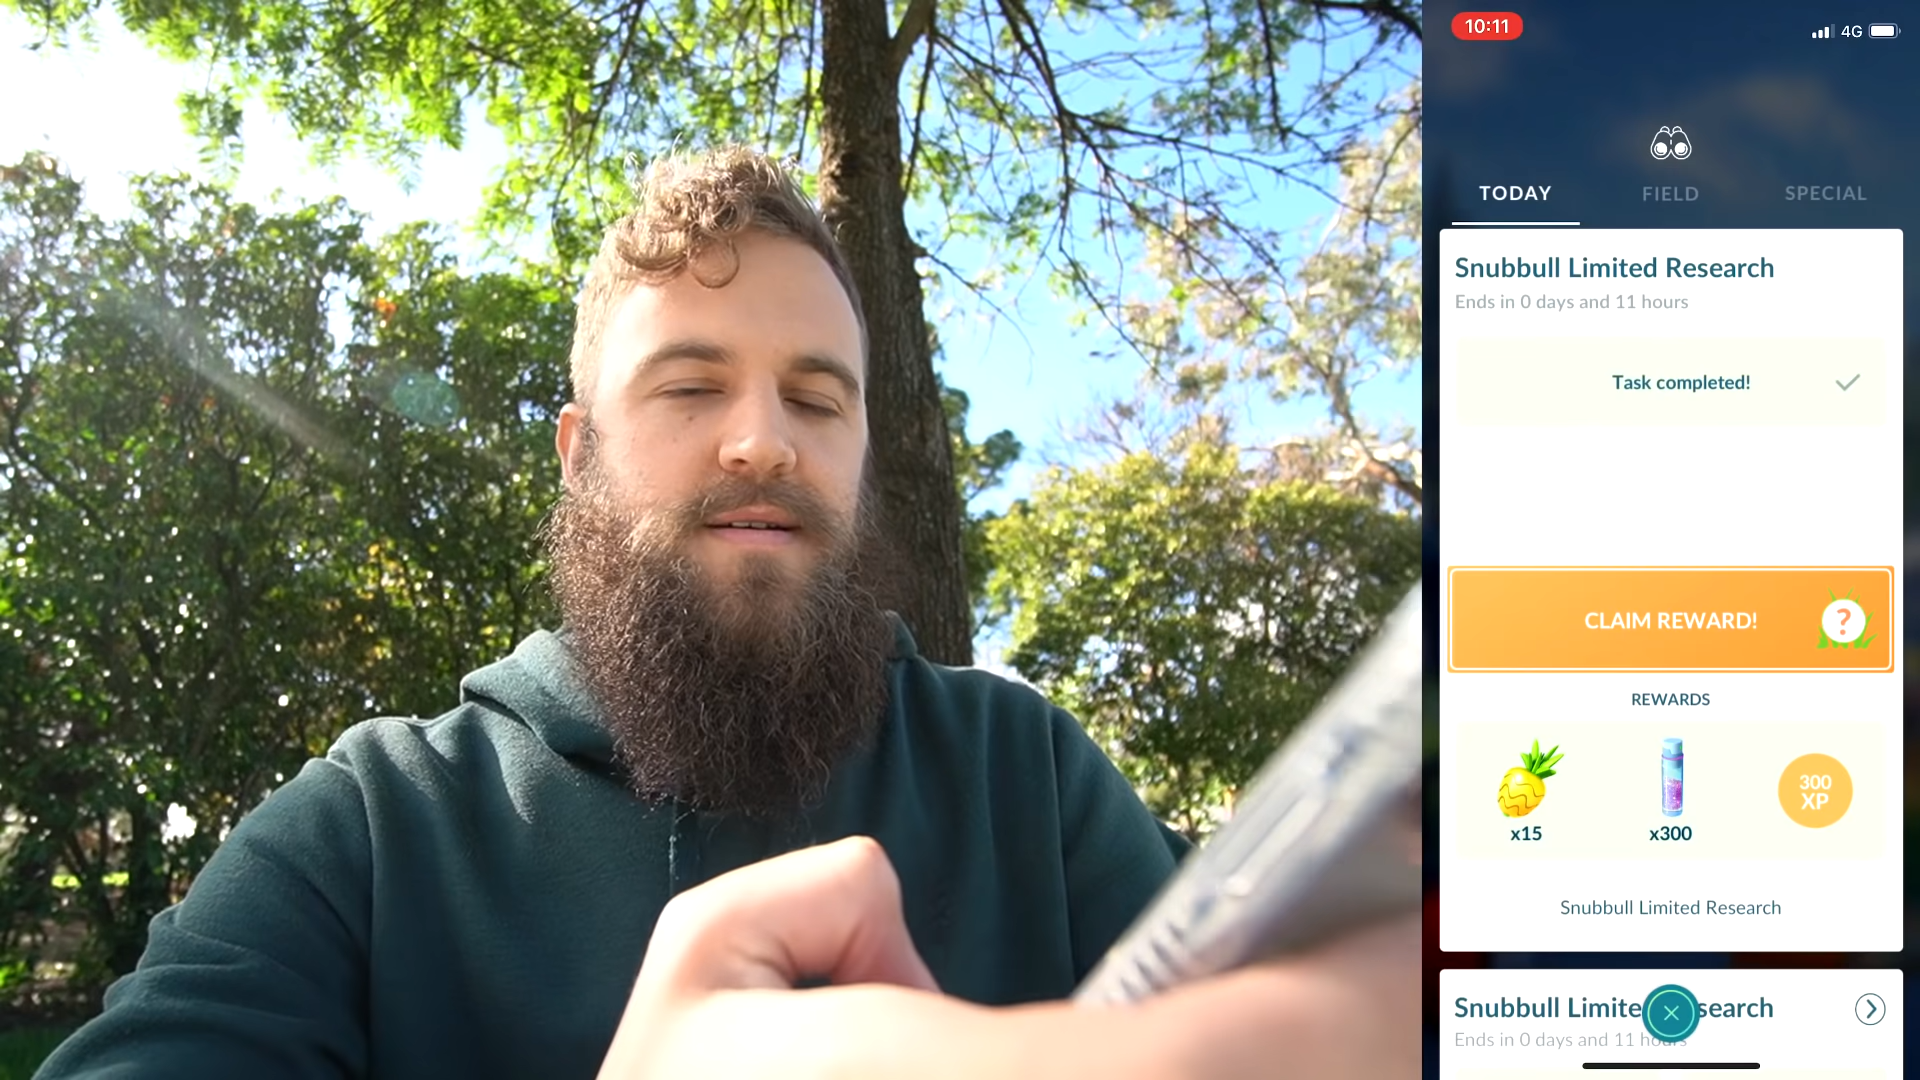 10:11
4G
TODAY
FIELD
SPECIAL
Snubbull Limited Research
Ends in 0 days and 11 hours
Task completed!
CLAIM REWARD!
?
REWARDS
300
XP
x15
x300
Snubbull Limited Research
Snubbull Limite search
Ends in 0 days and 11 hours